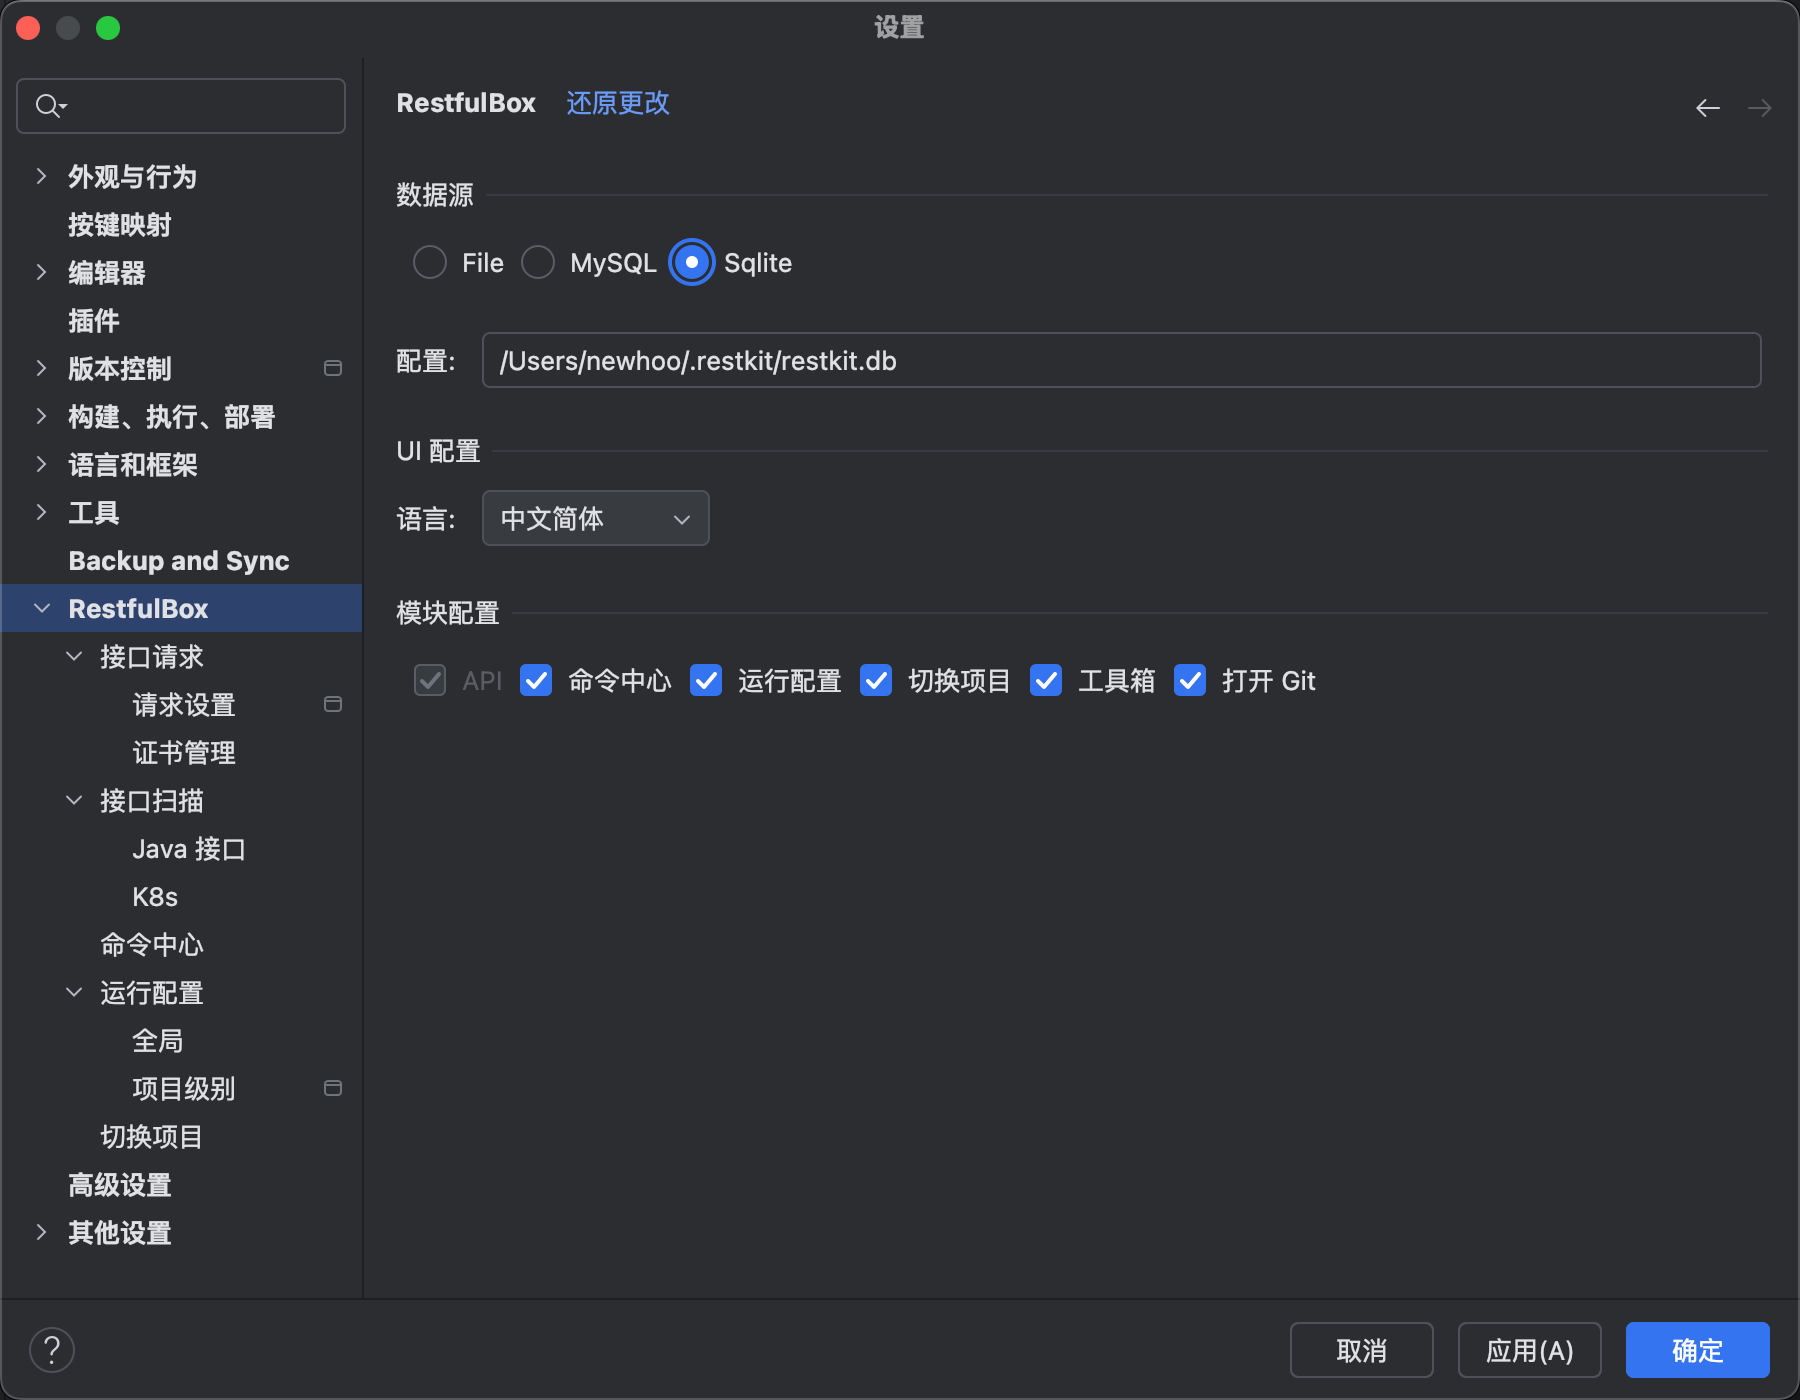 设置
外观与行为
按键映射
编辑器
插件
版本控制
构建、执行、部署
语言和框架
工具
Backup and Sync
RestfulBox
接口请求
请求设置
证书管理
接口扫描
Java 接口
K8s
命令中心
运行配置
全局
项目级别
切换项目
高级设置
其他设置
RestfulBox 还原更改
数据源
File MySQL Sqlite
配置: /Users/newhoo/.restkit/restkit.db
UI 配置
语言: 中文简体
模块配置
API 命令中心 运行配置 切换项目 工具箱 打开 Git
? 取消 应用(A) 确定